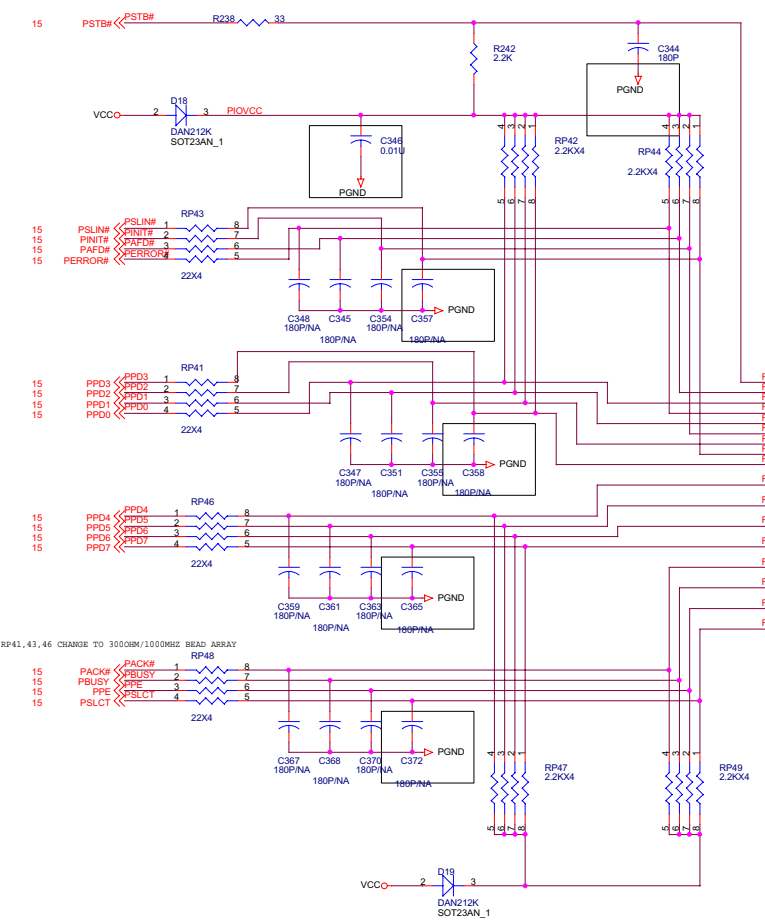 15 PSTB# PSTB# R238 33
R242
2.2K
C344
180P
PGND
D18
VCC 2 3 PIOVCC
DAN212K
SOT23AN_1
C346
0.01U
PGND
4 3 2 1
RP42
2.2KX4
5 6 7 8
4 3 2 1
RP44
2.2KX4
5 6 7 8
RP43
15 PSLIN# PSLIN# 1 8
15 PINIT# PINIT# 2 7
15 PAFD# PAFD# 3 6
15 PERROR# PERROR# 4 5
22X4
PGND
C348 C345 C354 C357
180P/NA 180P/NA
180P/NA 180P/NA
RP41
15 PPD3 PPD3 1 8
15 PPD2 PPD2 2 7
15 PPD1 PPD1 3 6
15 PPD0 PPD0 4 5
22X4
PGND
C347 C351 C355 C358
180P/NA 180P/NA
180P/NA 180P/NA
RP46
15 PPD4 PPD4 1 8
15 PPD5 PPD5 2 7
15 PPD6 PPD6 3 6
15 PPD7 PPD7 4 5
22X4
PGND
C359 C361 C363 C365
180P/NA 180P/NA
180P/NA 180P/NA
RP41,43,46 CHANGE TO 300OHM/1000MHZ BEAD ARRAY
RP48
15 PACK# PACK# 1 8
15 PBUSY PBUSY 2 7
15 PPE PPE 3 6
15 PSLCT PSLCT 4 5
22X4
PGND
C367 C368 C370 C372
180P/NA 180P/NA
180P/NA 180P/NA
4 3 2 1
RP47
2.2KX4
5 6 7 8
4 3 2 1
RP49
2.2KX4
5 6 7 8
D19
VCC 2 3
DAN212K
SOT23AN_1